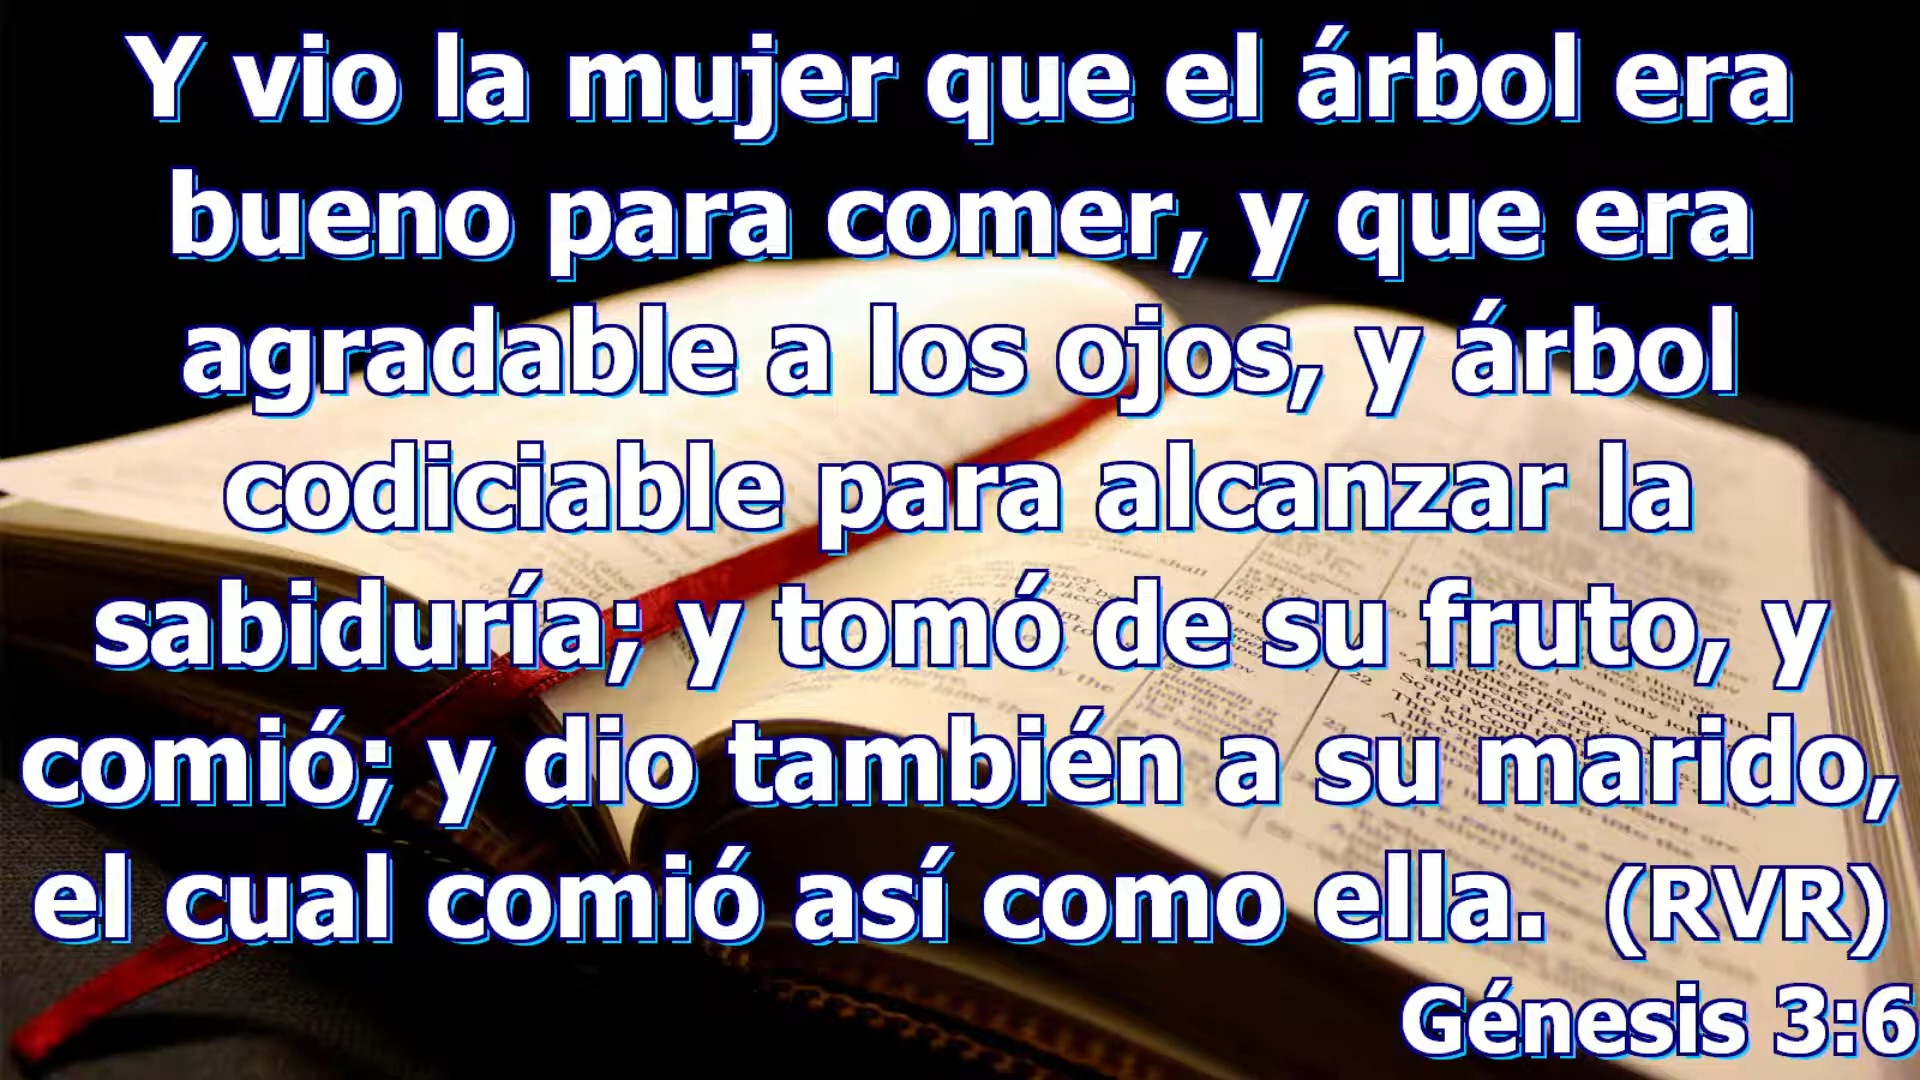 Y vio la mujer que el árbol era
bueno para comer, y que era
agradable a los ojos, y árbol
codiciable para alcanzar la
sabiduría; y tomó de su fruto, y
comió; y dio también a su marido,
el cual comió así como ella. (RVR)
Génesis 3:6